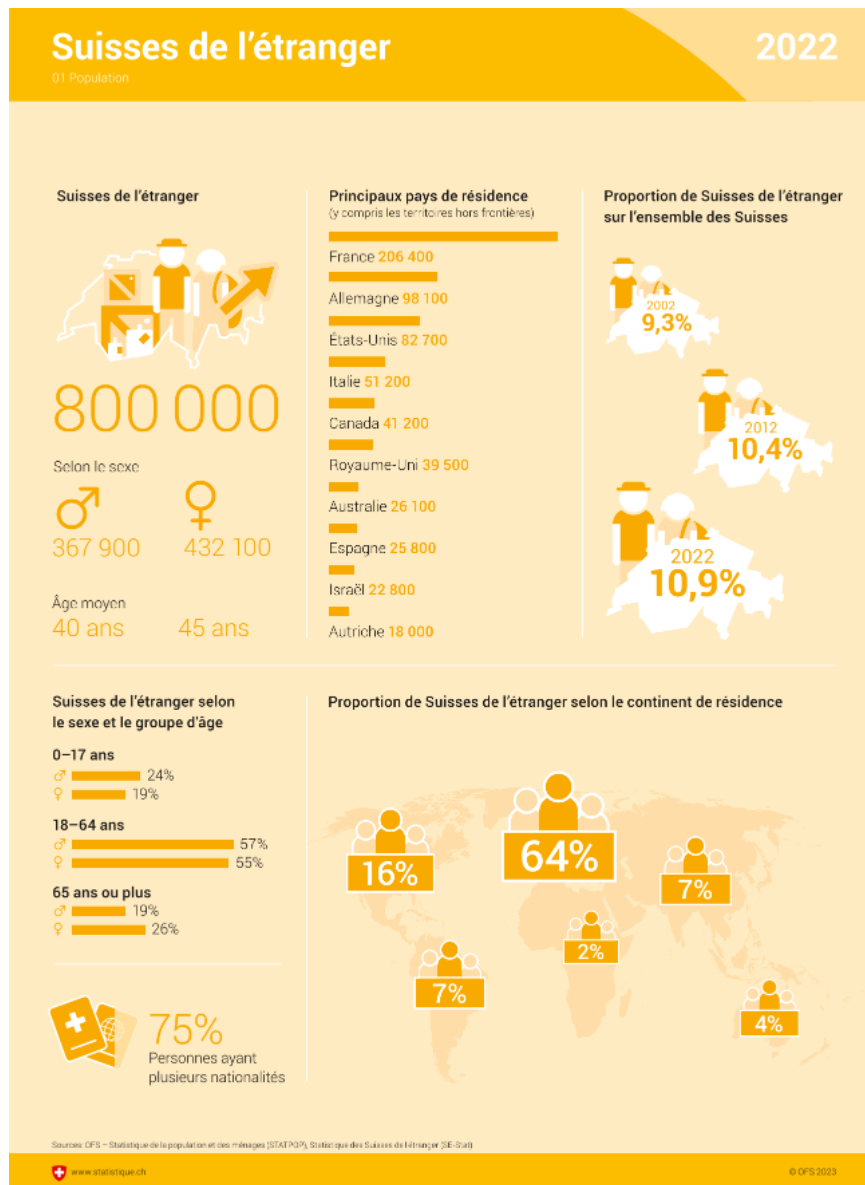 Suisses de l'étranger
2022
01 Population
Suisses de l'étranger
800 000
Selon le sexe
♂ ♀
367 900 432 100
Âge moyen
40 ans 45 ans
Principaux pays de résidence
(y compris les territoires hors frontières)
France 206 400
Allemagne 98 100
États-Unis 82 700
Italie 51 200
Canada 41 200
Royaume-Uni 39 500
Australie 26 100
Espagne 25 800
Israël 22 800
Autriche 18 000
Proportion de Suisses de l'étranger
sur l'ensemble des Suisses
2002
9,3%
2012
10,4%
2022
10,9%
Suisses de l'étranger selon
le sexe et le groupe d'âge
0–17 ans
♂ 24%
♀ 19%
18–64 ans
♂ 57%
♀ 55%
65 ans ou plus
♂ 19%
♀ 26%
75%
Personnes ayant
plusieurs nationalités
Proportion de Suisses de l'étranger selon le continent de résidence
16%
64%
7%
2%
7%
4%
Sources: OFS – Statistique de la population et des ménages (STATPOP), Statistique des Suisses de l'étranger (SE-Stat)
www.statistique.ch
© OFS 2023